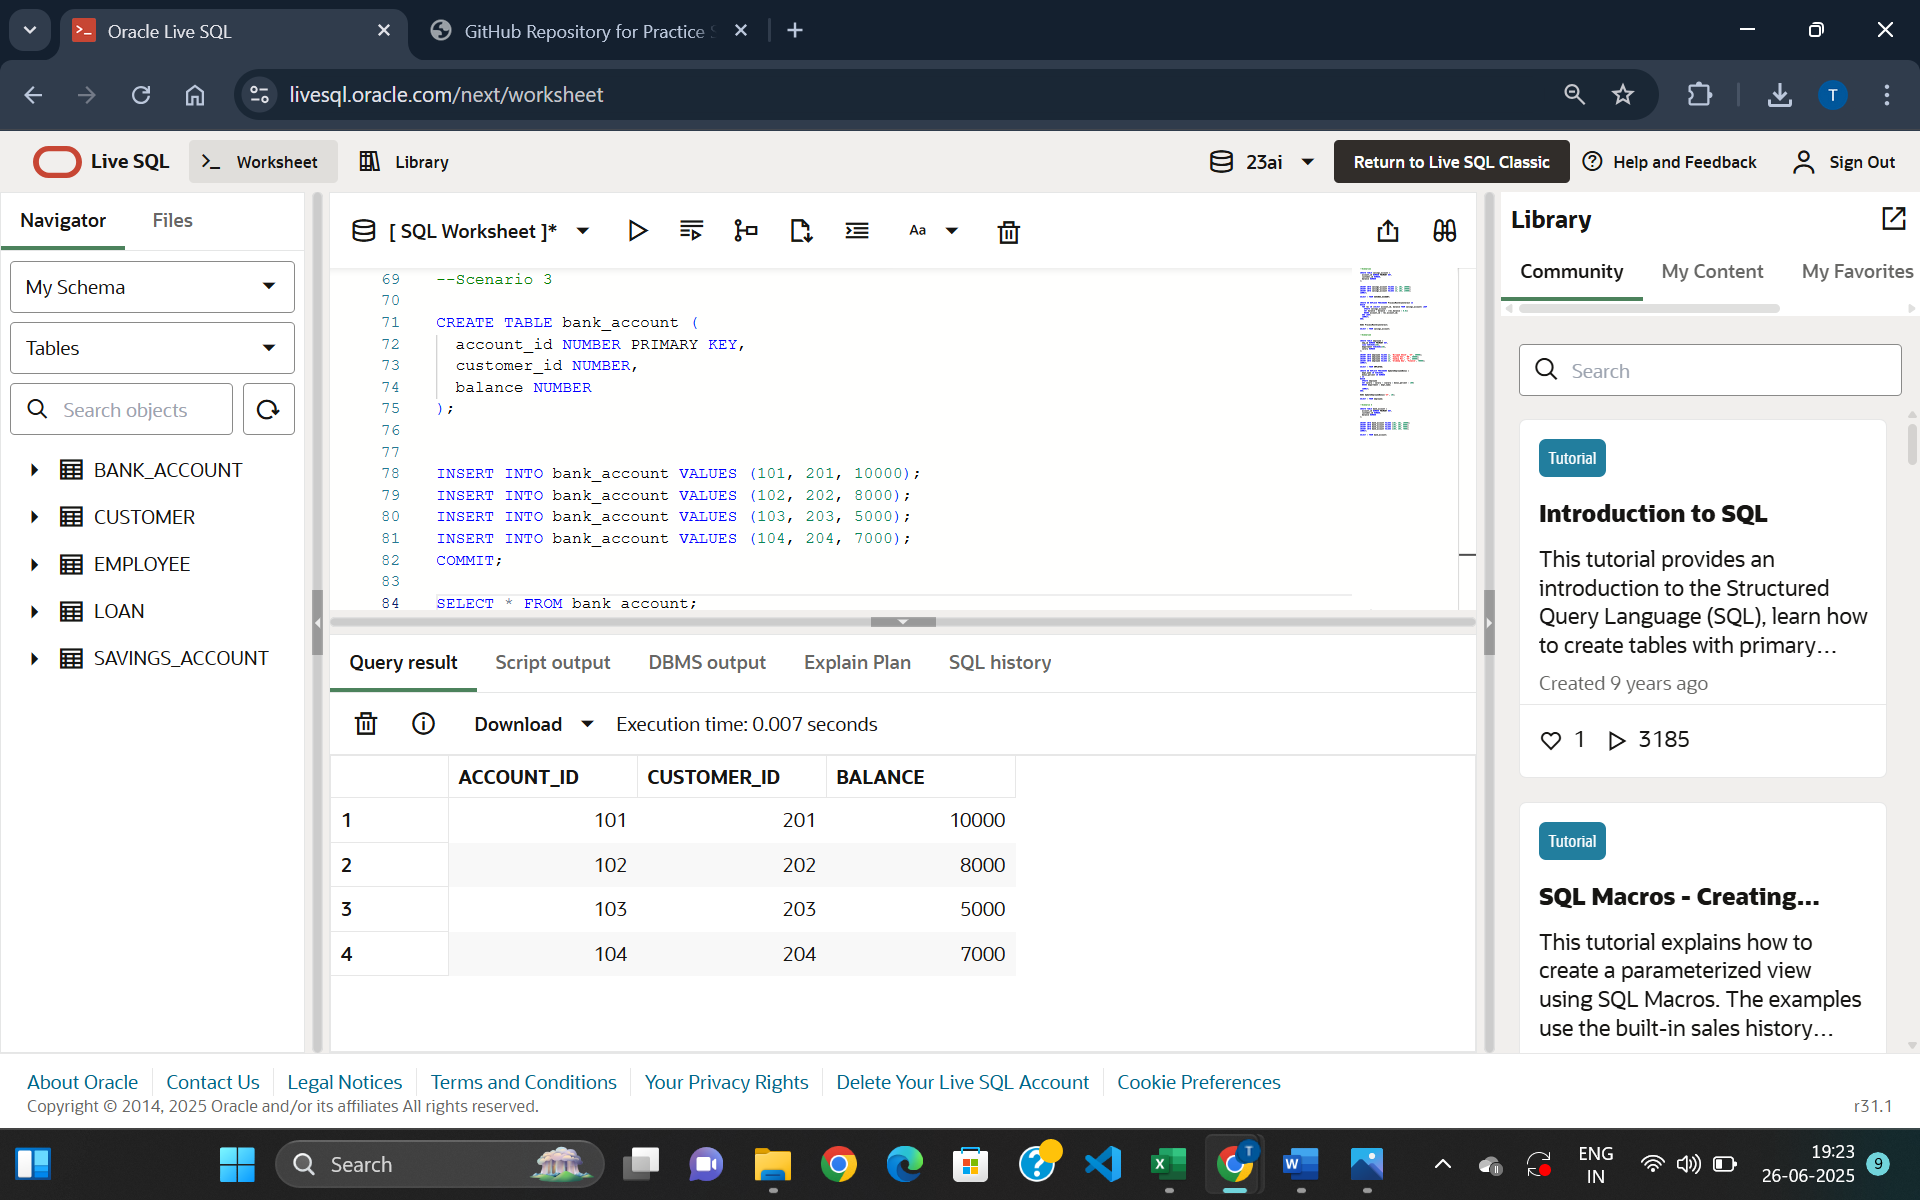 Oracle Live SQL
GitHub Repository for Practice S
livesql.oracle.com/next/worksheet
T
Live SQL
Worksheet
Library
23ai
Return to Live SQL Classic
Help and Feedback
Sign Out
Navigator
Files
My Schema
Tables
Search objects
BANK_ACCOUNT
CUSTOMER
EMPLOYEE
LOAN
SAVINGS_ACCOUNT
[ SQL Worksheet ]*
Aa
69 --Scenario 3
70
71 CREATE TABLE bank_account (
72 account_id NUMBER PRIMARY KEY,
73 customer_id NUMBER,
74 balance NUMBER
75 );
76
77
78 INSERT INTO bank_account VALUES (101, 201, 10000);
79 INSERT INTO bank_account VALUES (102, 202, 8000);
80 INSERT INTO bank_account VALUES (103, 203, 5000);
81 INSERT INTO bank_account VALUES (104, 204, 7000);
82 COMMIT;
83
84 SELECT * FROM bank_account;
Query result
Script output
DBMS output
Explain Plan
SQL history
Download
Execution time: 0.007 seconds
ACCOUNT_ID CUSTOMER_ID BALANCE
1 101 201 10000
2 102 202 8000
3 103 203 5000
4 104 204 7000
Library
Community
My Content
My Favorites
Search
Tutorial
Introduction to SQL
This tutorial provides an
introduction to the Structured
Query Language (SQL), learn how
to create tables with primary...
Created 9 years ago
1 3185
Tutorial
SQL Macros - Creating...
This tutorial explains how to
create a parameterized view
using SQL Macros. The examples
use the built-in sales history...
About Oracle
Contact Us
Legal Notices
Terms and Conditions
Your Privacy Rights
Delete Your Live SQL Account
Cookie Preferences
Copyright © 2014, 2025 Oracle and/or its affiliates All rights reserved.
r31.1
Search
T
ENG
IN
19:23
26-06-2025
9